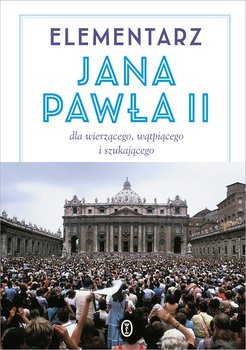 ELEMENTARZ
JANA
PAWŁA II
dla wierzącego, wątpiącego
i szukającego